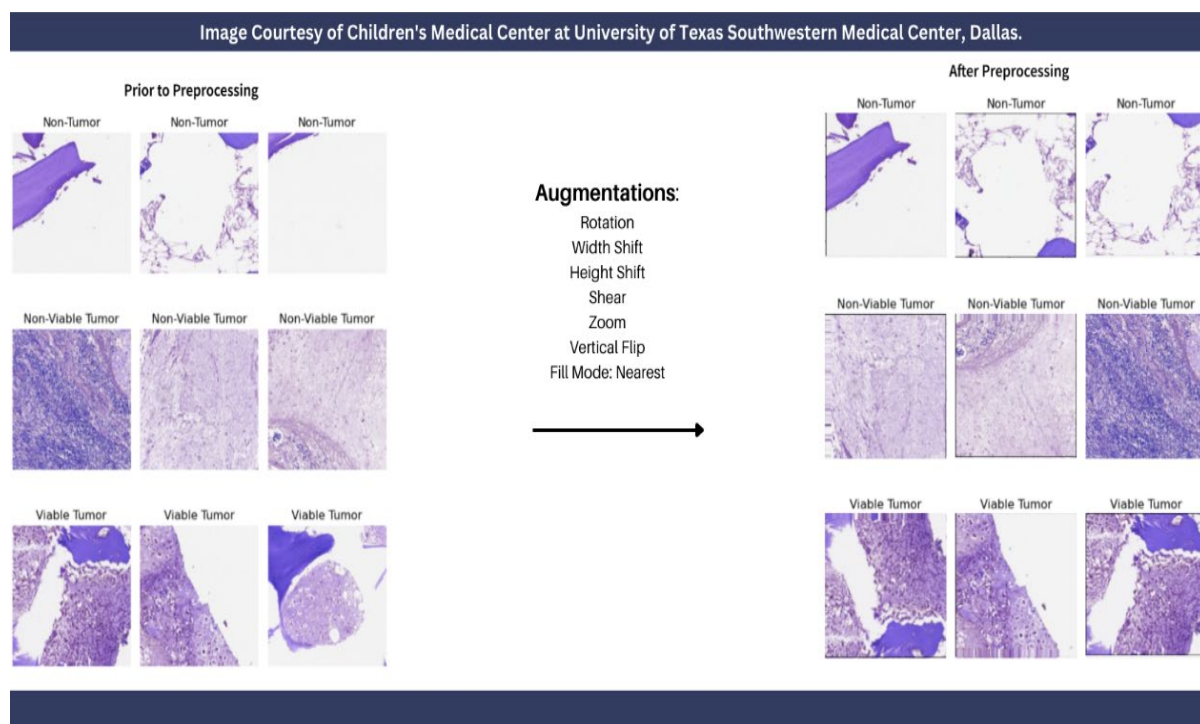 Image Courtesy of Children's Medical Center at University of Texas Southwestern Medical Center, Dallas.
Prior to Preprocessing
Non-Tumor Non-Tumor Non-Tumor
Non-Viable Tumor Non-Viable Tumor Non-Viable Tumor
Viable Tumor Viable Tumor Viable Tumor
Augmentations:
Rotation
Width Shift
Height Shift
Shear
Zoom
Vertical Flip
Fill Mode: Nearest
After Preprocessing
Non-Tumor Non-Tumor Non-Tumor
Non-Viable Tumor Non-Viable Tumor Non-Viable Tumor
Viable Tumor Viable Tumor Viable Tumor